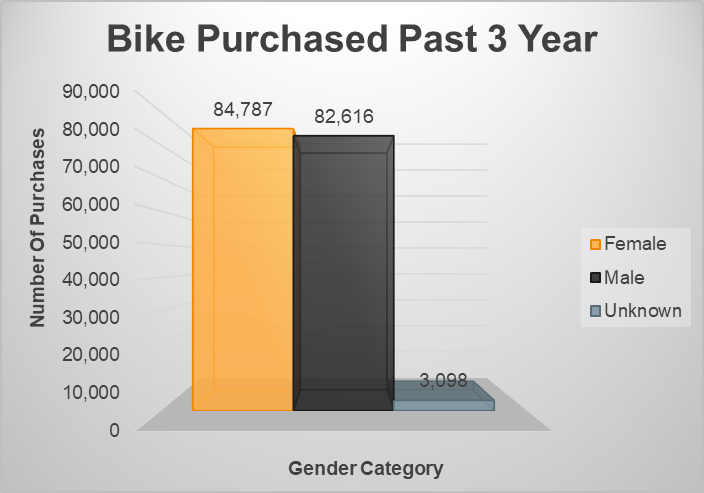 Bike Purchased Past 3 Year
90,000
80,000
70,000
60,000
50,000
40,000
30,000
20,000
10,000
0
Number Of Purchases
84,787
82,616
3,098
Female
Male
Unknown
Gender Category